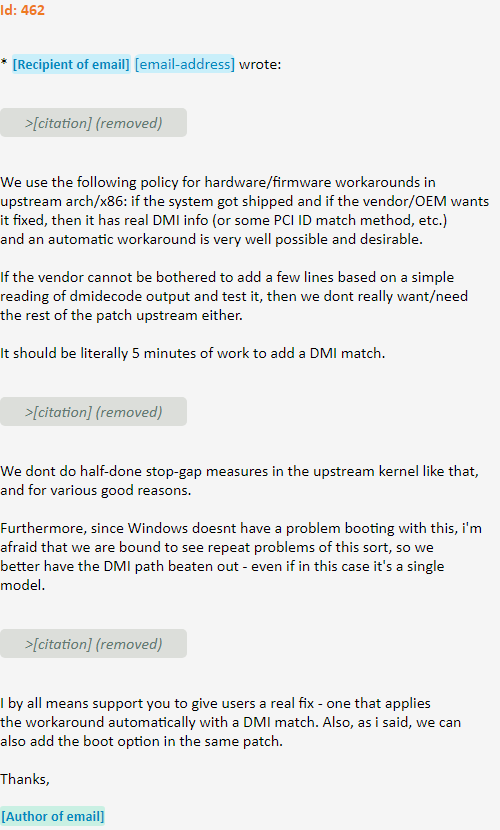 Id: 462
* [Recipient of email] [email-address] wrote:
>[citation] (removed)
We use the following policy for hardware/firmware workarounds in
upstream arch/x86: if the system got shipped and if the vendor/OEM wants
it fixed, then it has real DMI info (or some PCI ID match method, etc.)
and an automatic workaround is very well possible and desirable.
If the vendor cannot be bothered to add a few lines based on a simple
reading of dmidecode output and test it, then we dont really want/need
the rest of the patch upstream either.
It should be literally 5 minutes of work to add a DMI match.
>[citation] (removed)
We dont do half-done stop-gap measures in the upstream kernel like that,
and for various good reasons.
Furthermore, since Windows doesnt have a problem booting with this, i'm
afraid that we are bound to see repeat problems of this sort, so we
better have the DMI path beaten out - even if in this case it's a single
model.
>[citation] (removed)
I by all means support you to give users a real fix - one that applies
the workaround automatically with a DMI match. Also, as i said, we can
also add the boot option in the same patch.
Thanks,
[Author of email]